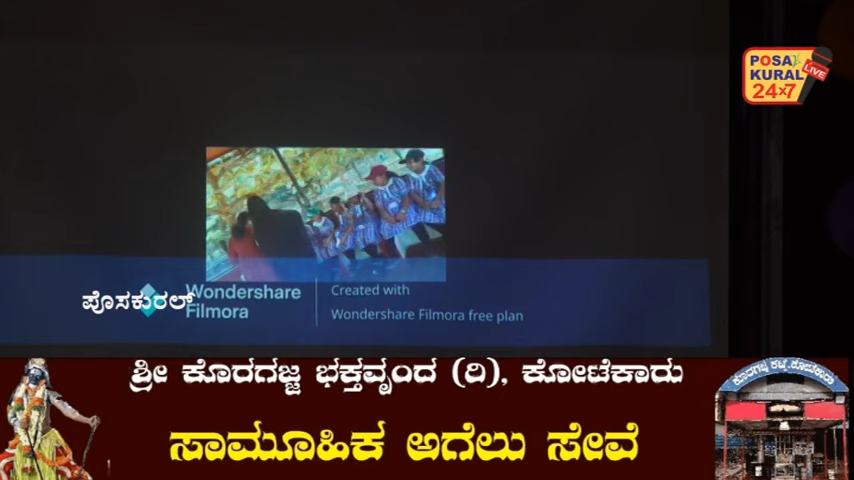 POSA
KURAL
LIVE
24x7
ಪೊಸಕುರಲ್
Wondershare
Filmora
Created with
Wondershare Filmora free plan
ಶ್ರೀ ಕೊರಗಜ್ಜ ಭಕ್ತವೃಂದ (ರಿ), ಕೋಟೆಕಾರು
ಸಾಮೂಹಿಕ ಅಗೆಲು ಸೇವೆ